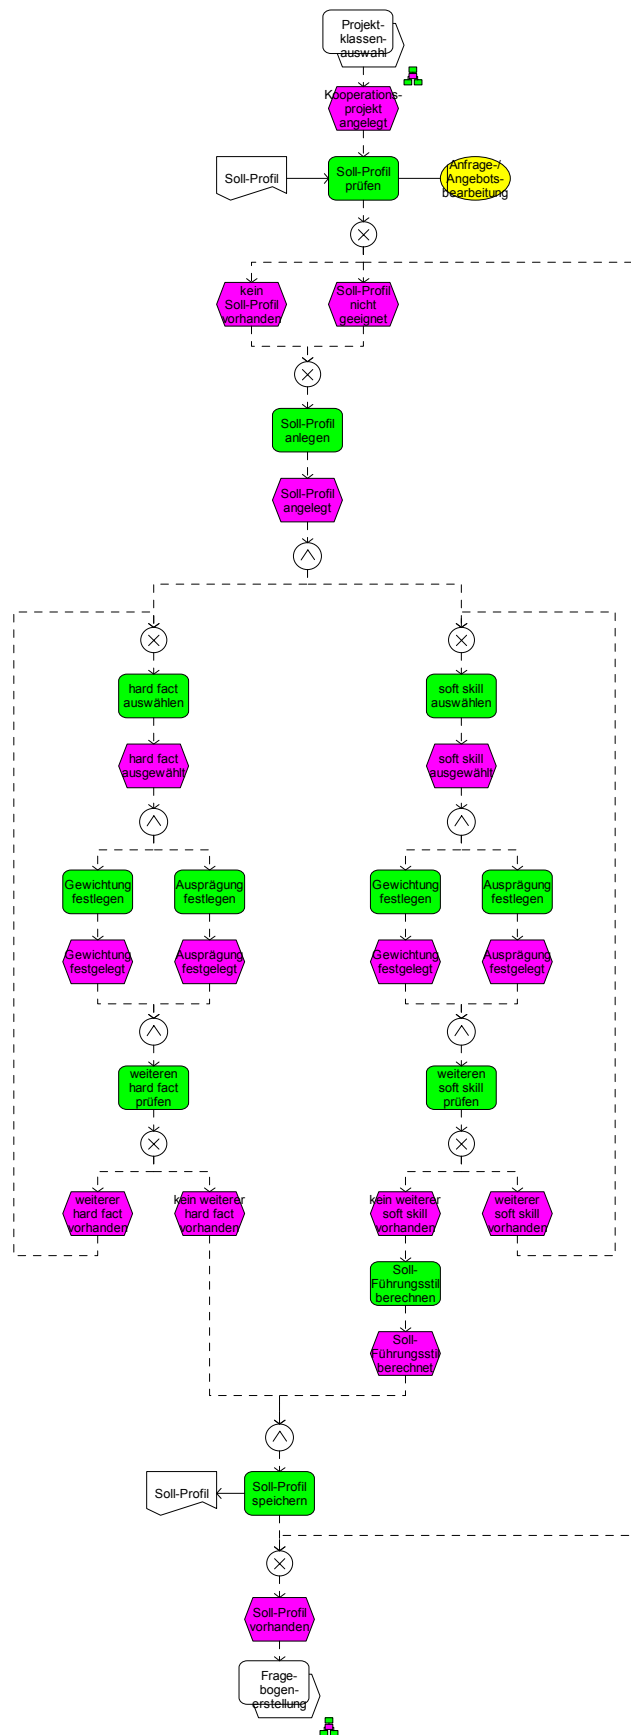 Projekt-
klassen-
auswahl
Kooperations-
projekt
angelegt
Soll-Profil
Soll-Profil
prüfen
Anfrage-/
Angebots-
bearbeitung
kein
Soll-Profil
vorhanden
Soll-Profil
nicht
geeignet
Soll-Profil
anlegen
Soll-Profil
angelegt
hard fact
auswählen
soft skill
auswählen
hard fact
ausgewählt
soft skill
ausgewählt
Gewichtung
festlegen
Ausprägung
festlegen
Gewichtung
festlegen
Ausprägung
festlegen
Gewichtung
festgelegt
Ausprägung
festgelegt
Gewichtung
festgelegt
Ausprägung
festgelegt
weiteren
hard fact
prüfen
weiteren
soft skill
prüfen
weiterer
hard fact
vorhanden
kein weiterer
hard fact
vorhanden
kein weiterer
soft skill
vorhanden
weiterer
soft skill
vorhanden
Soll-
Führungsstil
berechnen
Soll-
Führungsstil
berechnet
Soll-Profil
Soll-Profil
speichern
Soll-Profil
vorhanden
Frage-
bogen-
erstellung